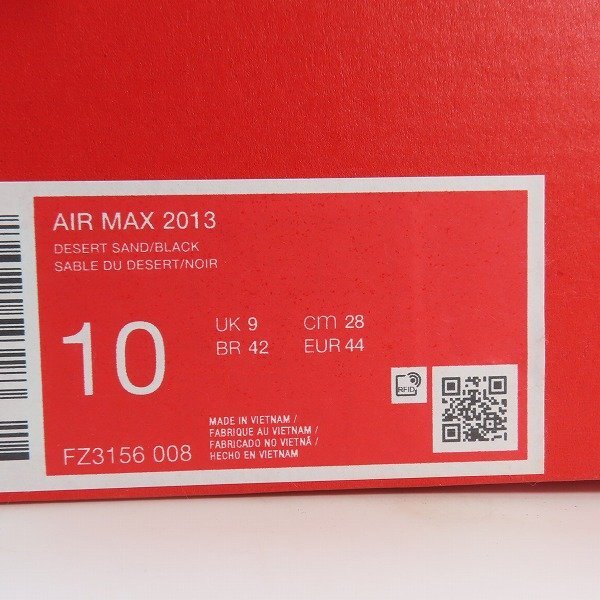 AIR MAX 2013
DESERT SAND/BLACK
SABLE DU DESERT/NOIR
10
UK 9 cm 28
BR 42 EUR 44
RFID
FZ3156 008
MADE IN VIETNAM /
FABRIQUE AU VIETNAM /
FABRICADO NO VIETNÃ /
HECHO EN VIETNAM